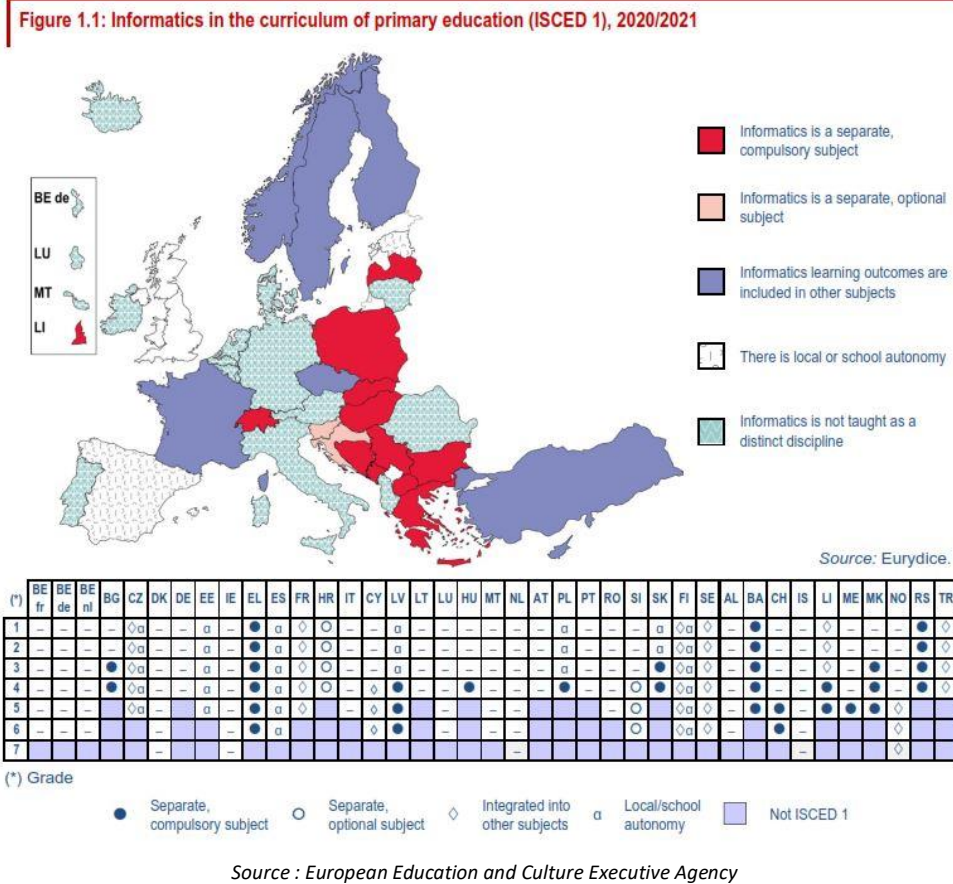 Figure 1.1: Informatics in the curriculum of primary education (ISCED 1), 2020/2021
BE de
LU
MT
LI
Informatics is a separate,
compulsory subject
Informatics is a separate, optional
subject
Informatics learning outcomes are
included in other subjects
There is local or school autonomy
Informatics is not taught as a
distinct discipline
Source: Eurydice.
(*) BE fr BE de BE nl BG CZ DK DE EE IE EL ES FR HR IT CY LV LT LU HU MT NL AT PL PT RO SI SK FI SE AL BA CH IS LI ME MK NO RS TR
1 – – – – ◊α – – α – ● α ◊ ○ – – α – – – – – – α – – – α ◊α ◊ – ● – – ◊ – – – ● ◊
2 – – – – ◊α – – α – ● α ◊ ○ – – α – – – – – – α – – – α ◊α ◊ – ● – – ◊ – – – ● ◊
3 – – – ● ◊α – – α – ● α ◊ ○ – – α – – – – – – α – – – ● ◊α ◊ – ● – – ◊ – ● – ● ◊
4 – – – ● ◊α – – α – ● α ◊ ○ – ◊ ● – – ● – – – ● – – ○ ● ◊α ◊ – ● – – ● – ● – ● ◊
5 – – – ◊α – α – ● α ◊ – ◊ ● – – – – ○ ◊α ◊ – ● ● – ● ● ● ◊
6 – – – – – ● α ◊ ● – – – ○ ◊α ◊ ● – ◊
7 – – – – ◊
(*) Grade
● Separate,
compulsory subject
○ Separate,
optional subject
◊ Integrated into
other subjects
α Local/school
autonomy
Not ISCED 1
Source : European Education and Culture Executive Agency